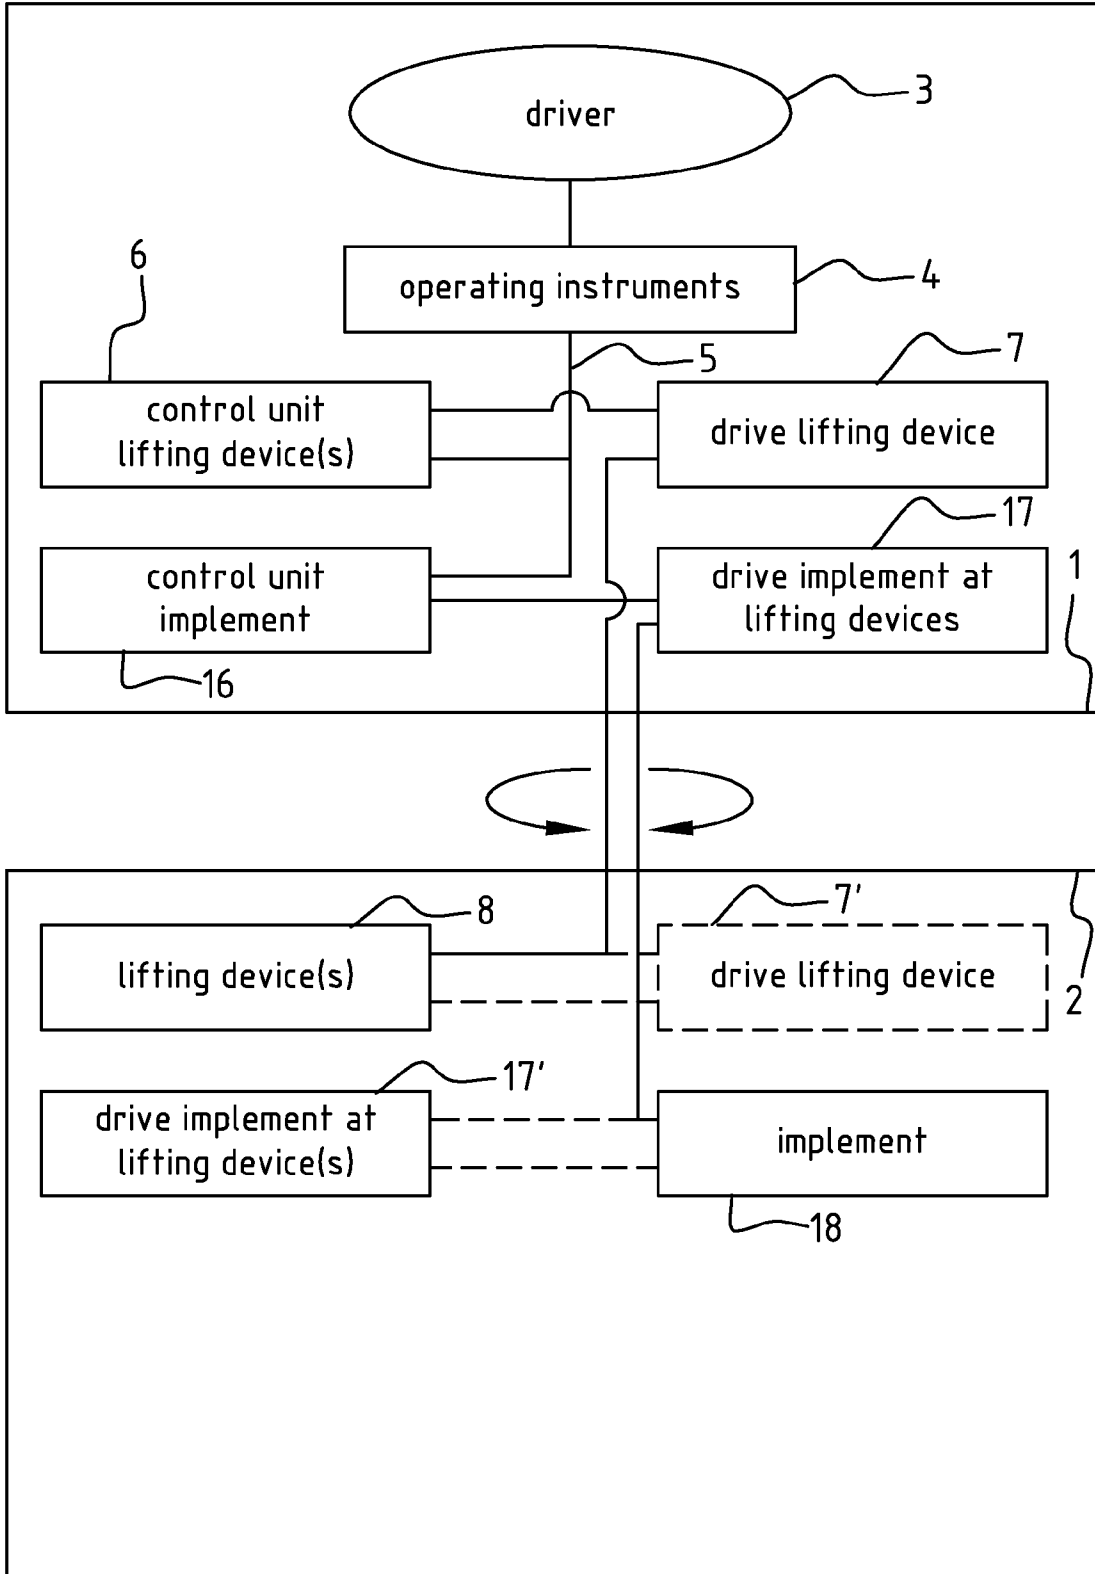 driver
3
operating instruments
4
6
5
7
control unit
lifting device(s)
drive lifting device
17
control unit
implement
drive implement at
lifting devices
1
16
8
7'
lifting device(s)
drive lifting device
2
17'
drive implement at
lifting device(s)
implement
18